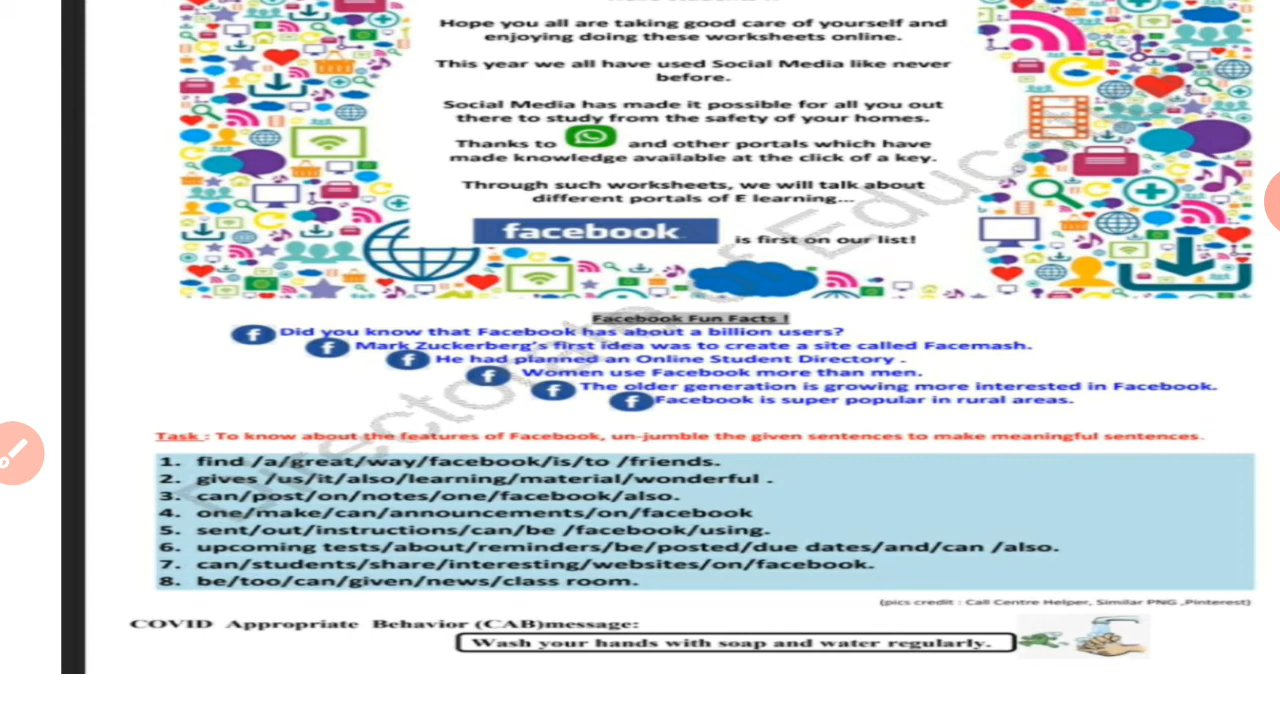 Hope you all are taking good care of yourself and
enjoying doing these worksheets online.
This year we all have used Social Media like never
before.
Social Media has made it possible for all you out
there to study from the safety of your homes.
Thanks to and other portals which have
made knowledge available at the click of a key.
Through such worksheets, we will talk about
different portals of E learning...
facebook is first on our list!
Facebook Fun Facts !
Did you know that Facebook has about a billion users?
Mark Zuckerberg's first idea was to create a site called Facemash.
He had planned an Online Student Directory .
Women use Facebook more than men.
The older generation is growing more interested in Facebook.
Facebook is super popular in rural areas.
Task : To know about the features of Facebook, un-jumble the given sentences to make meaningful sentences.
1. find /a/great/way/facebook/is/to /friends.
2. gives /us/it/also/learning/material/wonderful .
3. can/post/on/notes/one/facebook/also.
4. one/make/can/announcements/on/facebook
5. sent/out/instructions/can/be /facebook/using.
6. upcoming tests/about/reminders/be/posted/due dates/and/can /also.
7. can/students/share/interesting/websites/on/facebook.
8. be/too/can/given/news/class room.
(pics credit : Call Centre Helper, Similar PNG ,Pinterest)
COVID Appropriate Behavior (CAB)message:
Wash your hands with soap and water regularly.